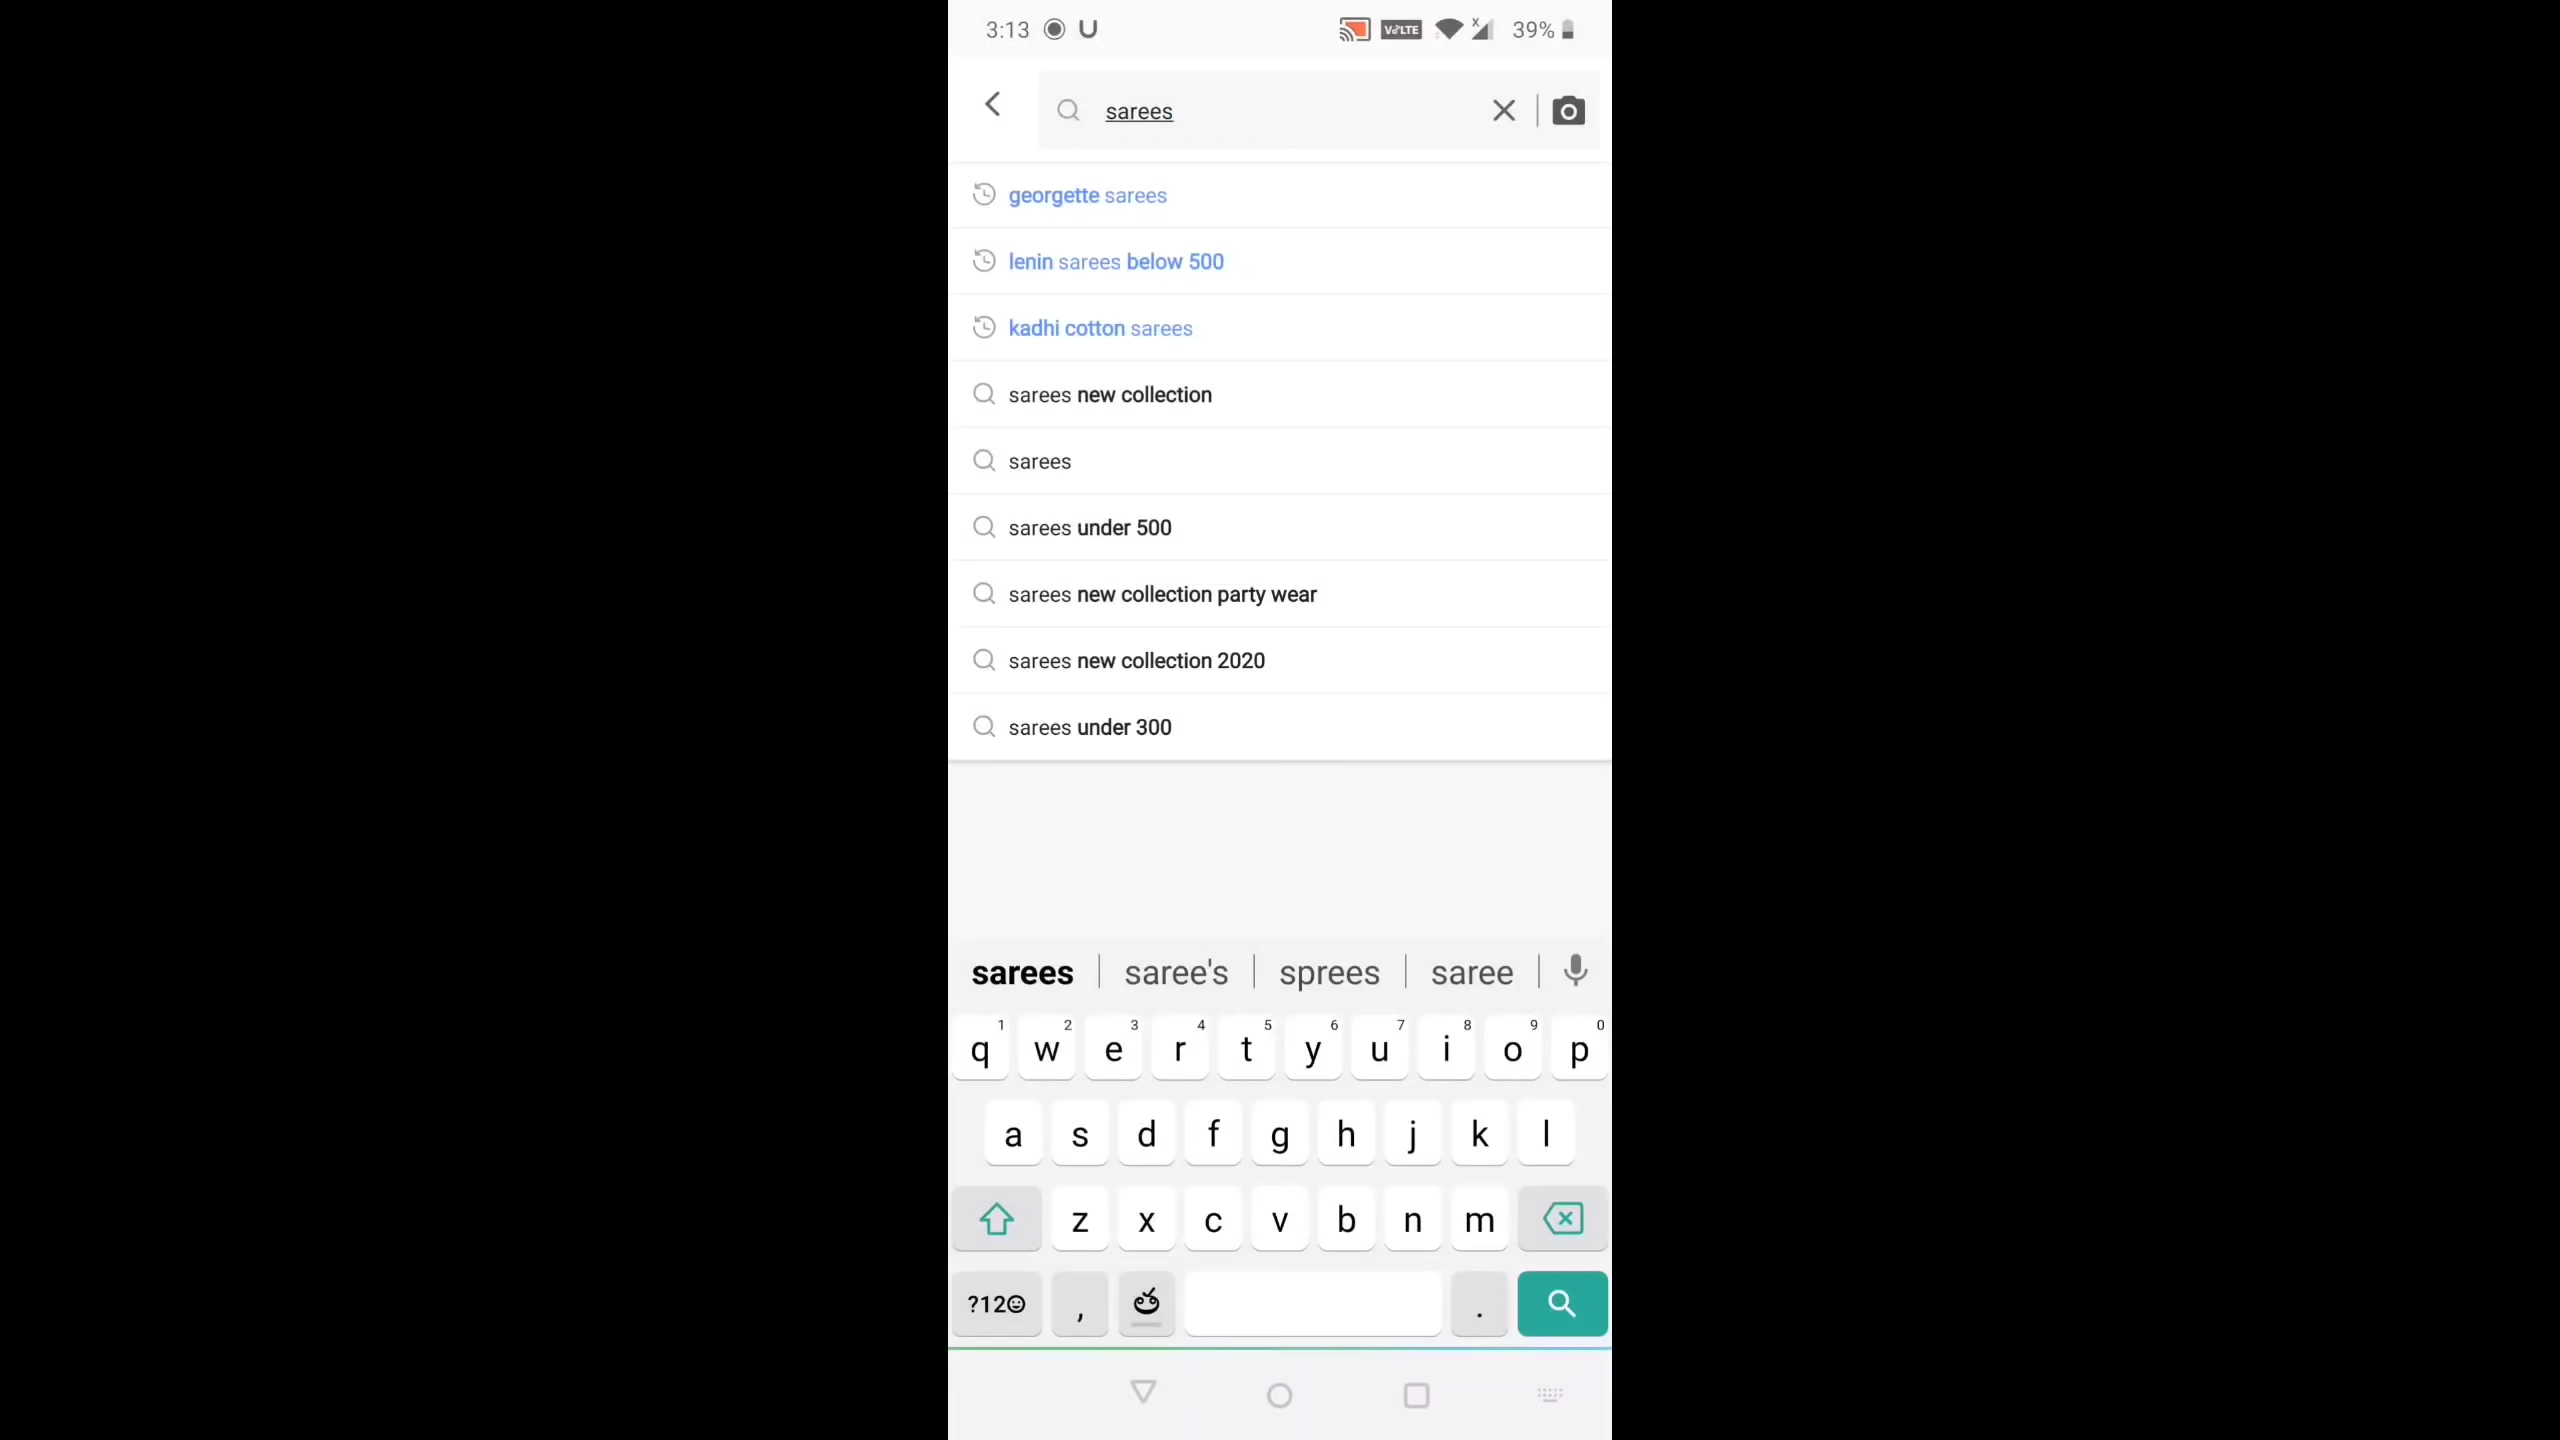 3:13 U VoLTE x 39%
sarees
georgette sarees
lenin sarees below 500
kadhi cotton sarees
sarees new collection
sarees
sarees under 500
sarees new collection party wear
sarees new collection 2020
sarees under 300
sarees saree's sprees saree
1 2 3 4 5 6 7 8 9 0
q w e r t y u i o p
a s d f g h j k l
z x c v b n m
?12☺ , .